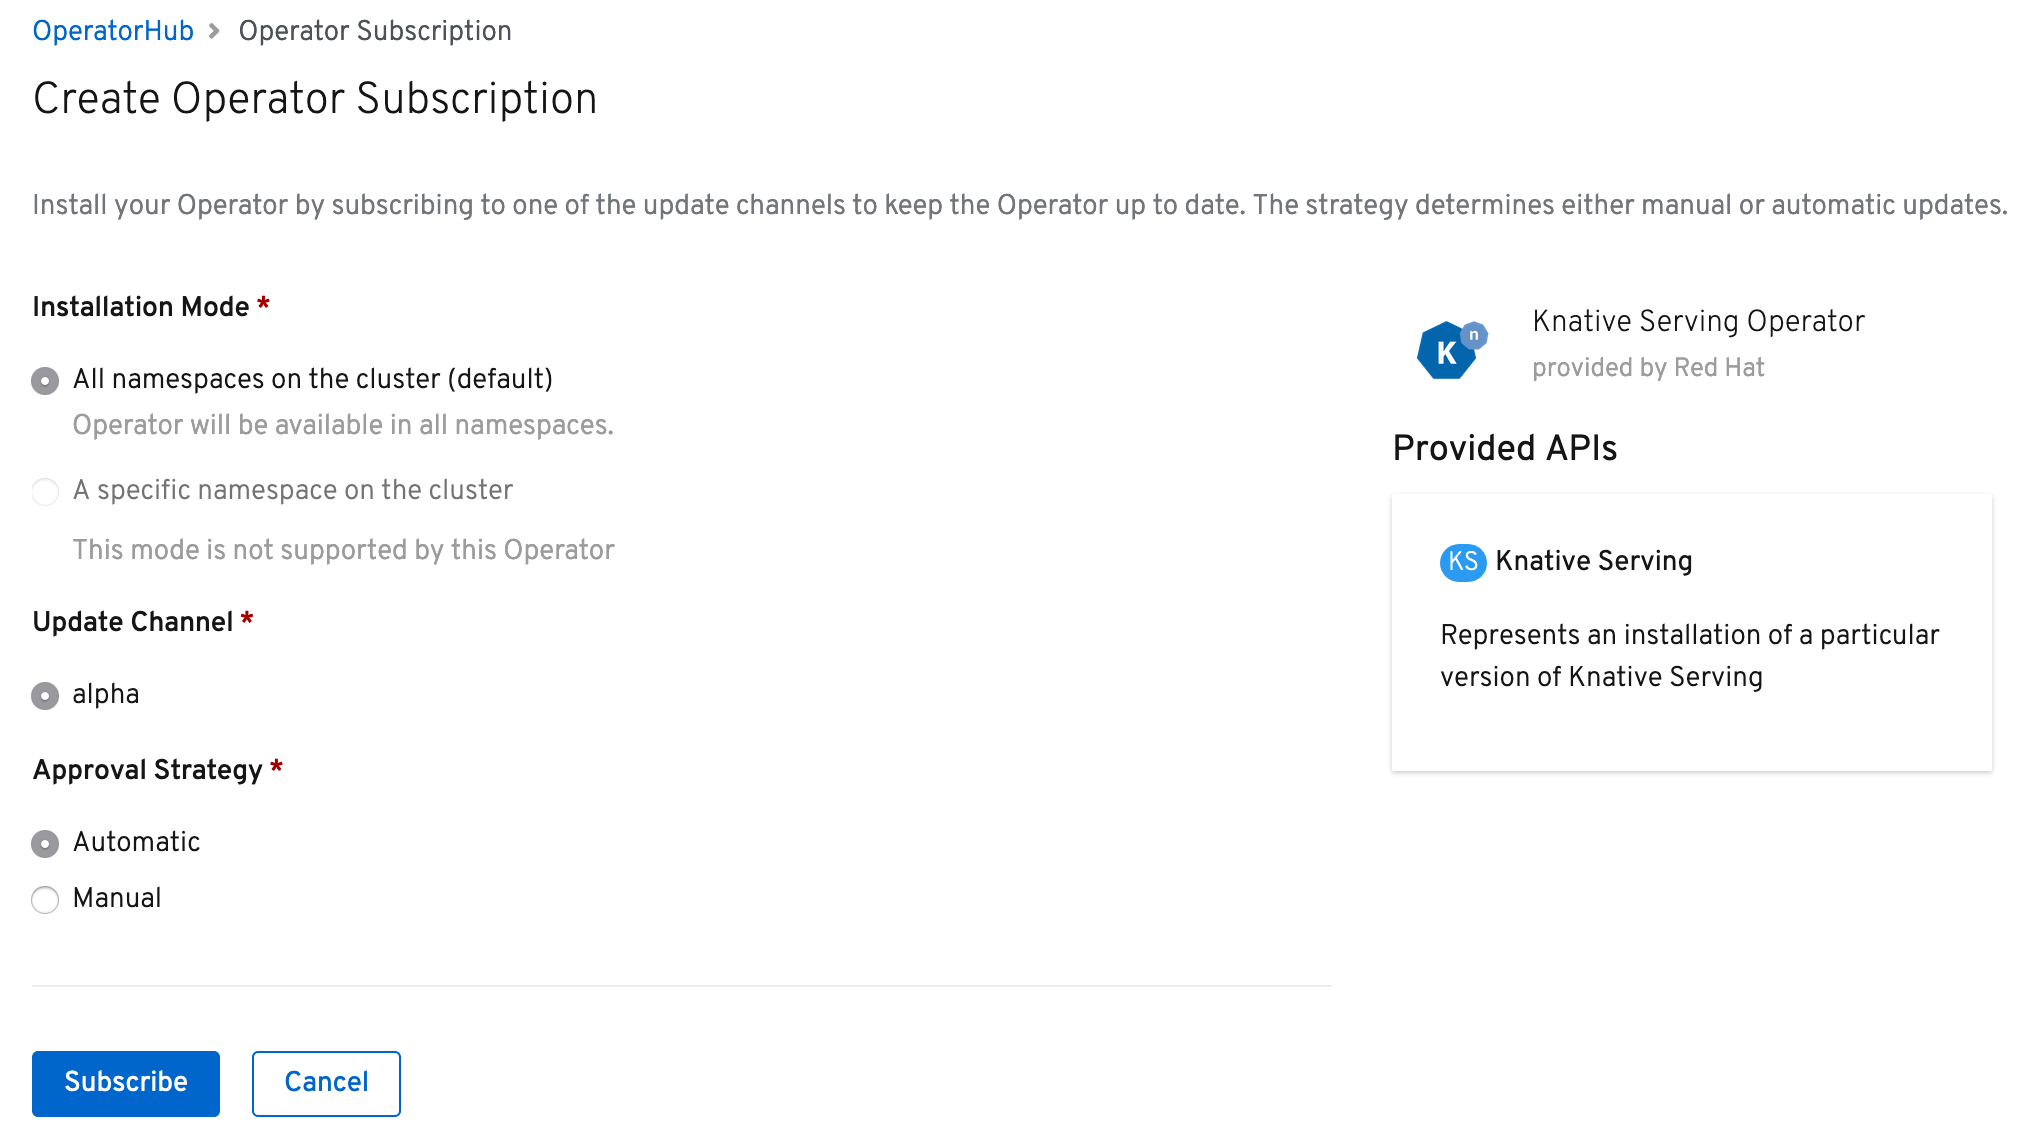 OperatorHub > Operator Subscription
Create Operator Subscription
Install your Operator by subscribing to one of the update channels to keep the Operator up to date. The strategy determines either manual or automatic updates.
Installation Mode *
All namespaces on the cluster (default)
Operator will be available in all namespaces.
A specific namespace on the cluster
This mode is not supported by this Operator
Update Channel *
alpha
Approval Strategy *
Automatic
Manual
Subscribe
Cancel
K n
Knative Serving Operator
provided by Red Hat
Provided APIs
KS Knative Serving
Represents an installation of a particular
version of Knative Serving